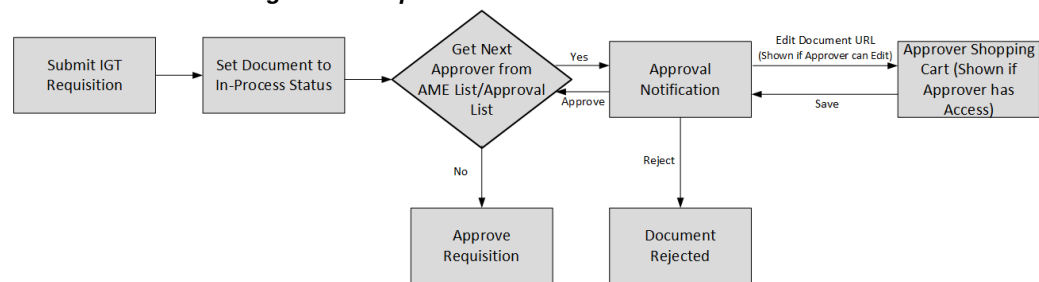 Submit IGT
Requisition
Set Document to
In-Process Status
Get Next
Approver from
AME List/Approval
List
Yes
Approve
No
Approval
Notification
Edit Document URL
(Shown if Approver can Edit)
Save
Approver Shopping
Cart (Shown if
Approver has
Access)
Reject
Approve
Requisition
Document
Rejected